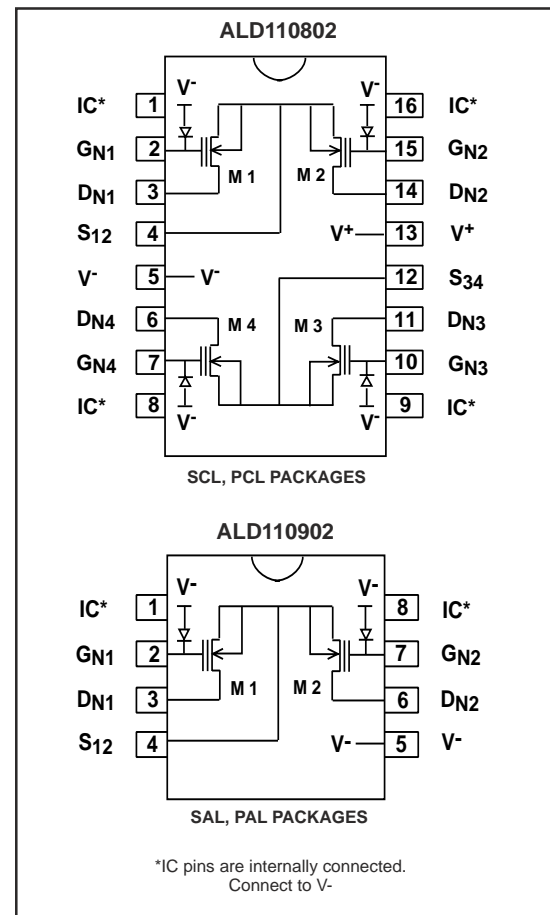 ALD110802
V- V-
IC* 1 16 IC*
GN1 2 15 GN2
M 1 M 2
DN1 3 14 DN2
S12 4 V+ 13 V+
V- 5 V- 12 S34
DN4 6 M 4 M 3 11 DN3
GN4 7 10 GN3
IC* 8 V- V- 9 IC*
SCL, PCL PACKAGES
ALD110902
V- V-
IC* 1 8 IC*
GN1 2 7 GN2
DN1 3 M 1 M 2 6 DN2
S12 4 V- 5 V-
SAL, PAL PACKAGES
*IC pins are internally connected.
Connect to V-